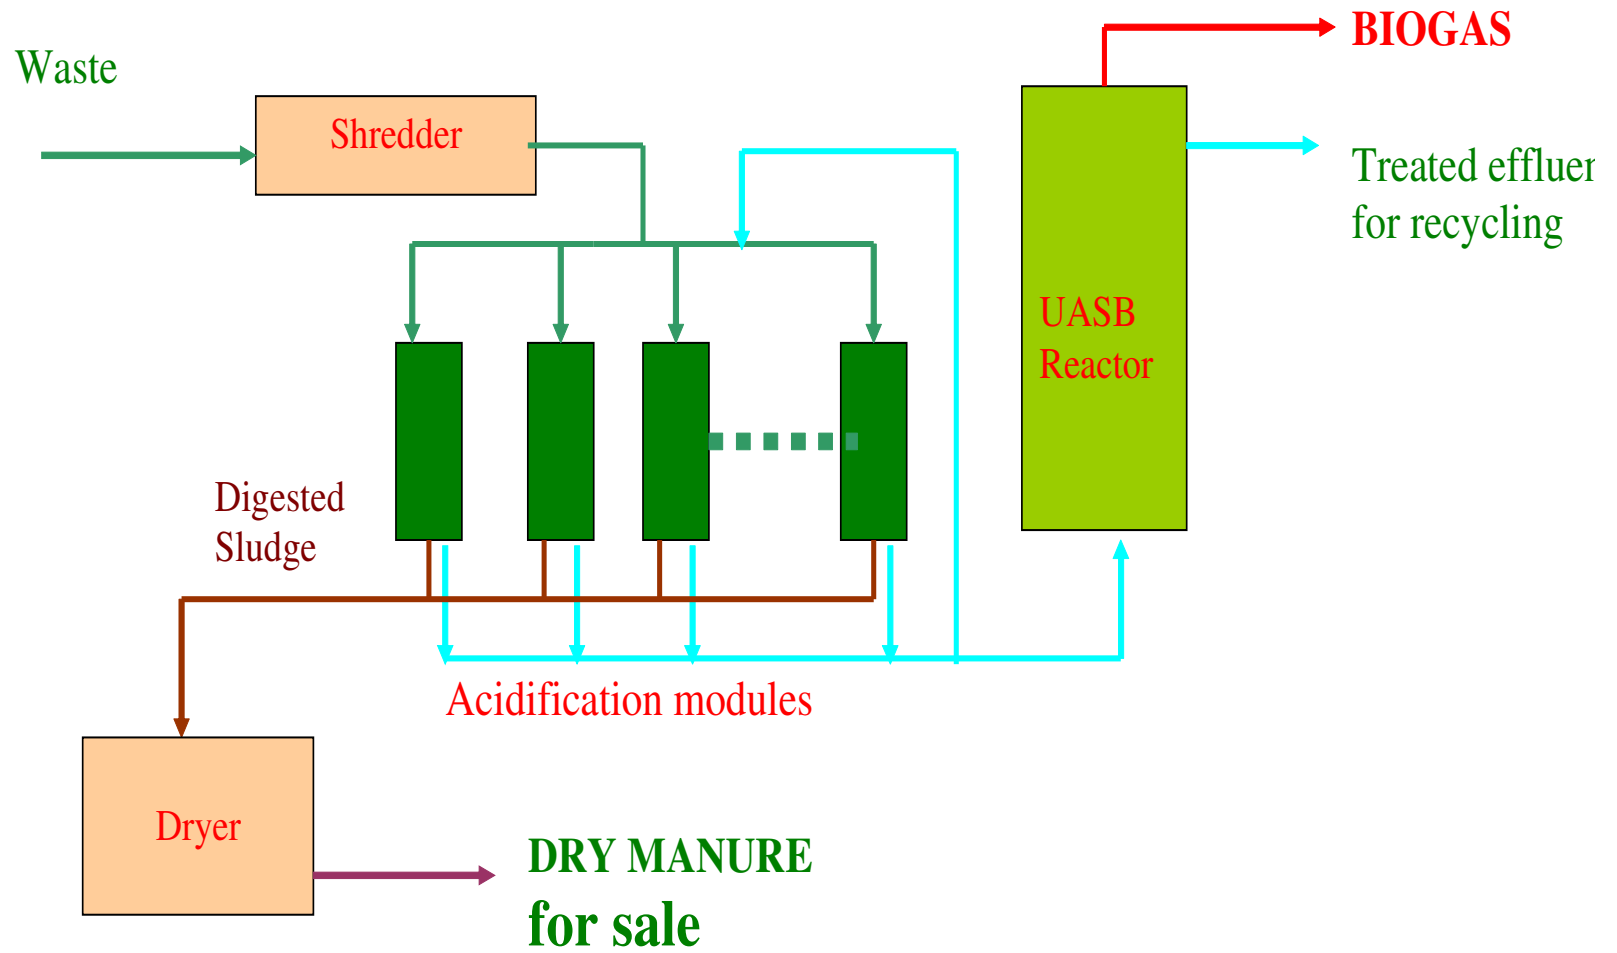 BIOGAS
Waste
Shredder
Treated effluer
for recycling
UASB
Reactor
Digested
Sludge
Acidification modules
Dryer
DRY MANURE
for sale